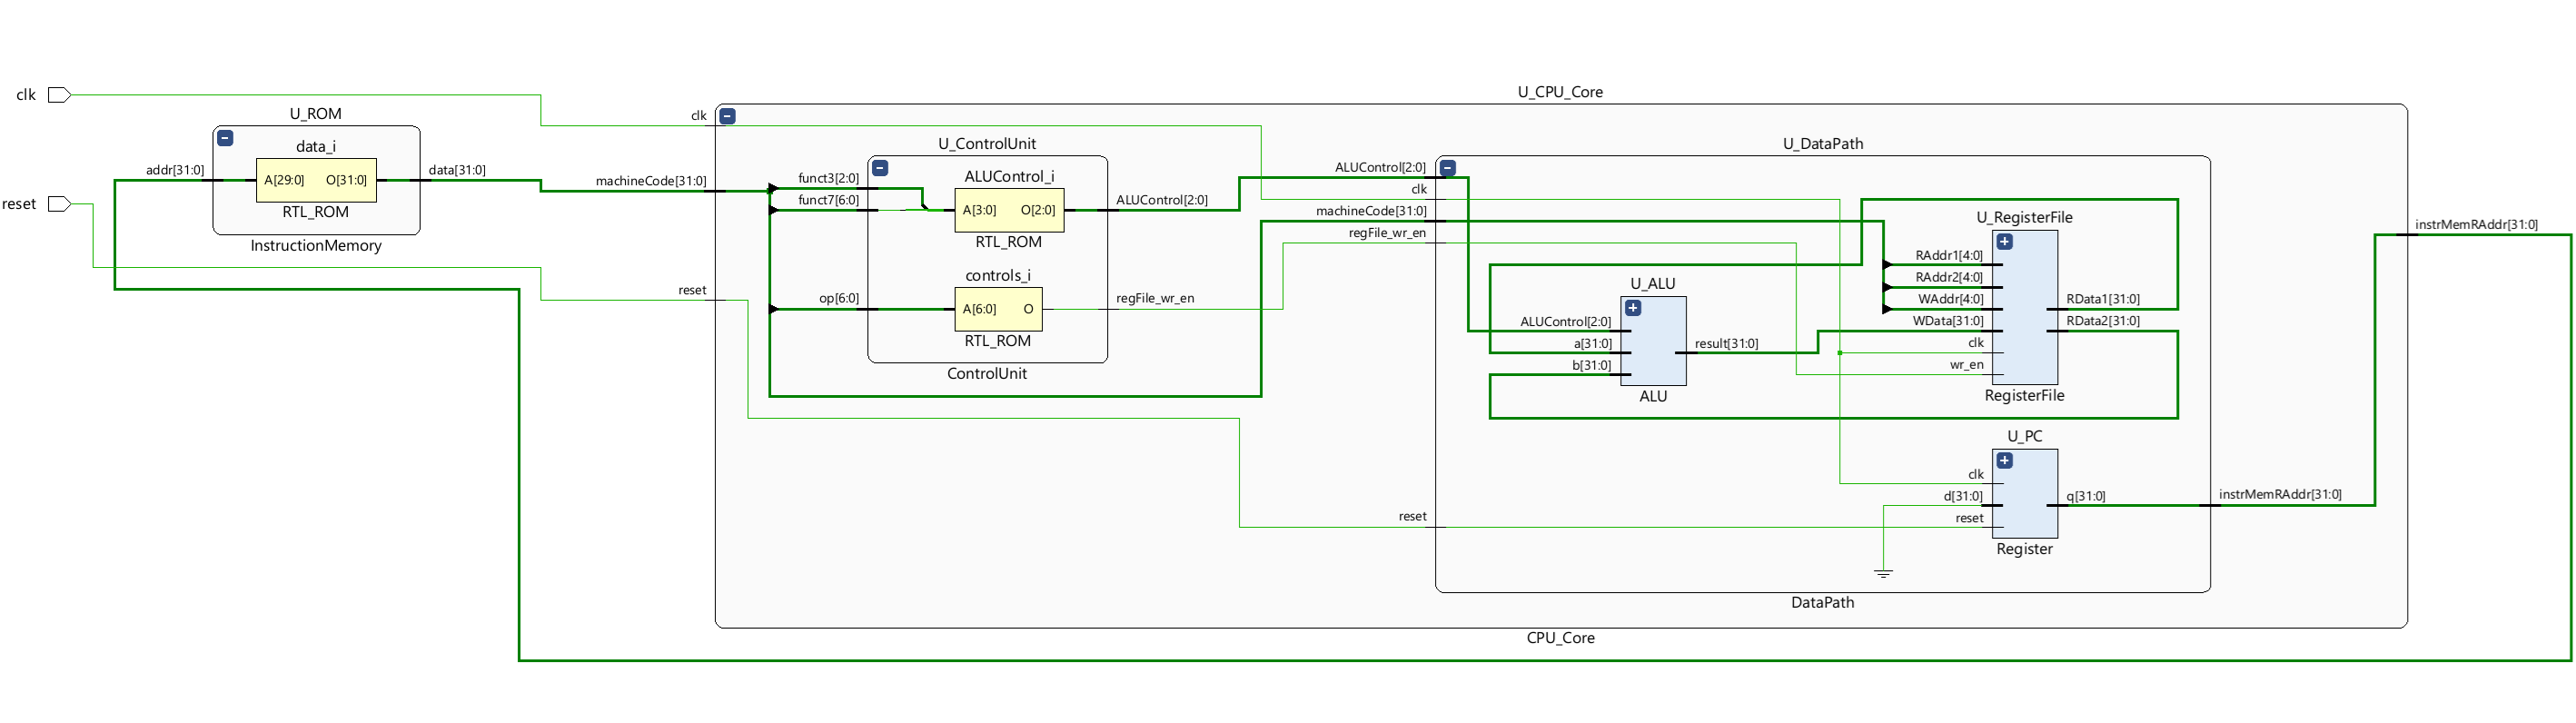 clk
reset
U_ROM
data_i
addr[31:0]
A[29:0]
O[31:0]
data[31:0]
RTL_ROM
InstructionMemory
U_CPU_Core
clk
machineCode[31:0]
reset
U_ControlUnit
funct3[2:0]
funct7[6:0]
op[6:0]
ALUControl_i
A[3:0]
O[2:0]
RTL_ROM
ALUControl[2:0]
controls_i
A[6:0]
O
RTL_ROM
regFile_wr_en
ControlUnit
U_DataPath
ALUControl[2:0]
clk
machineCode[31:0]
regFile_wr_en
reset
U_ALU
ALUControl[2:0]
a[31:0]
b[31:0]
result[31:0]
ALU
U_RegisterFile
RAddr1[4:0]
RAddr2[4:0]
WAddr[4:0]
WData[31:0]
clk
wr_en
RData1[31:0]
RData2[31:0]
RegisterFile
U_PC
clk
d[31:0]
reset
q[31:0]
Register
instrMemRAddr[31:0]
DataPath
instrMemRAddr[31:0]
CPU_Core